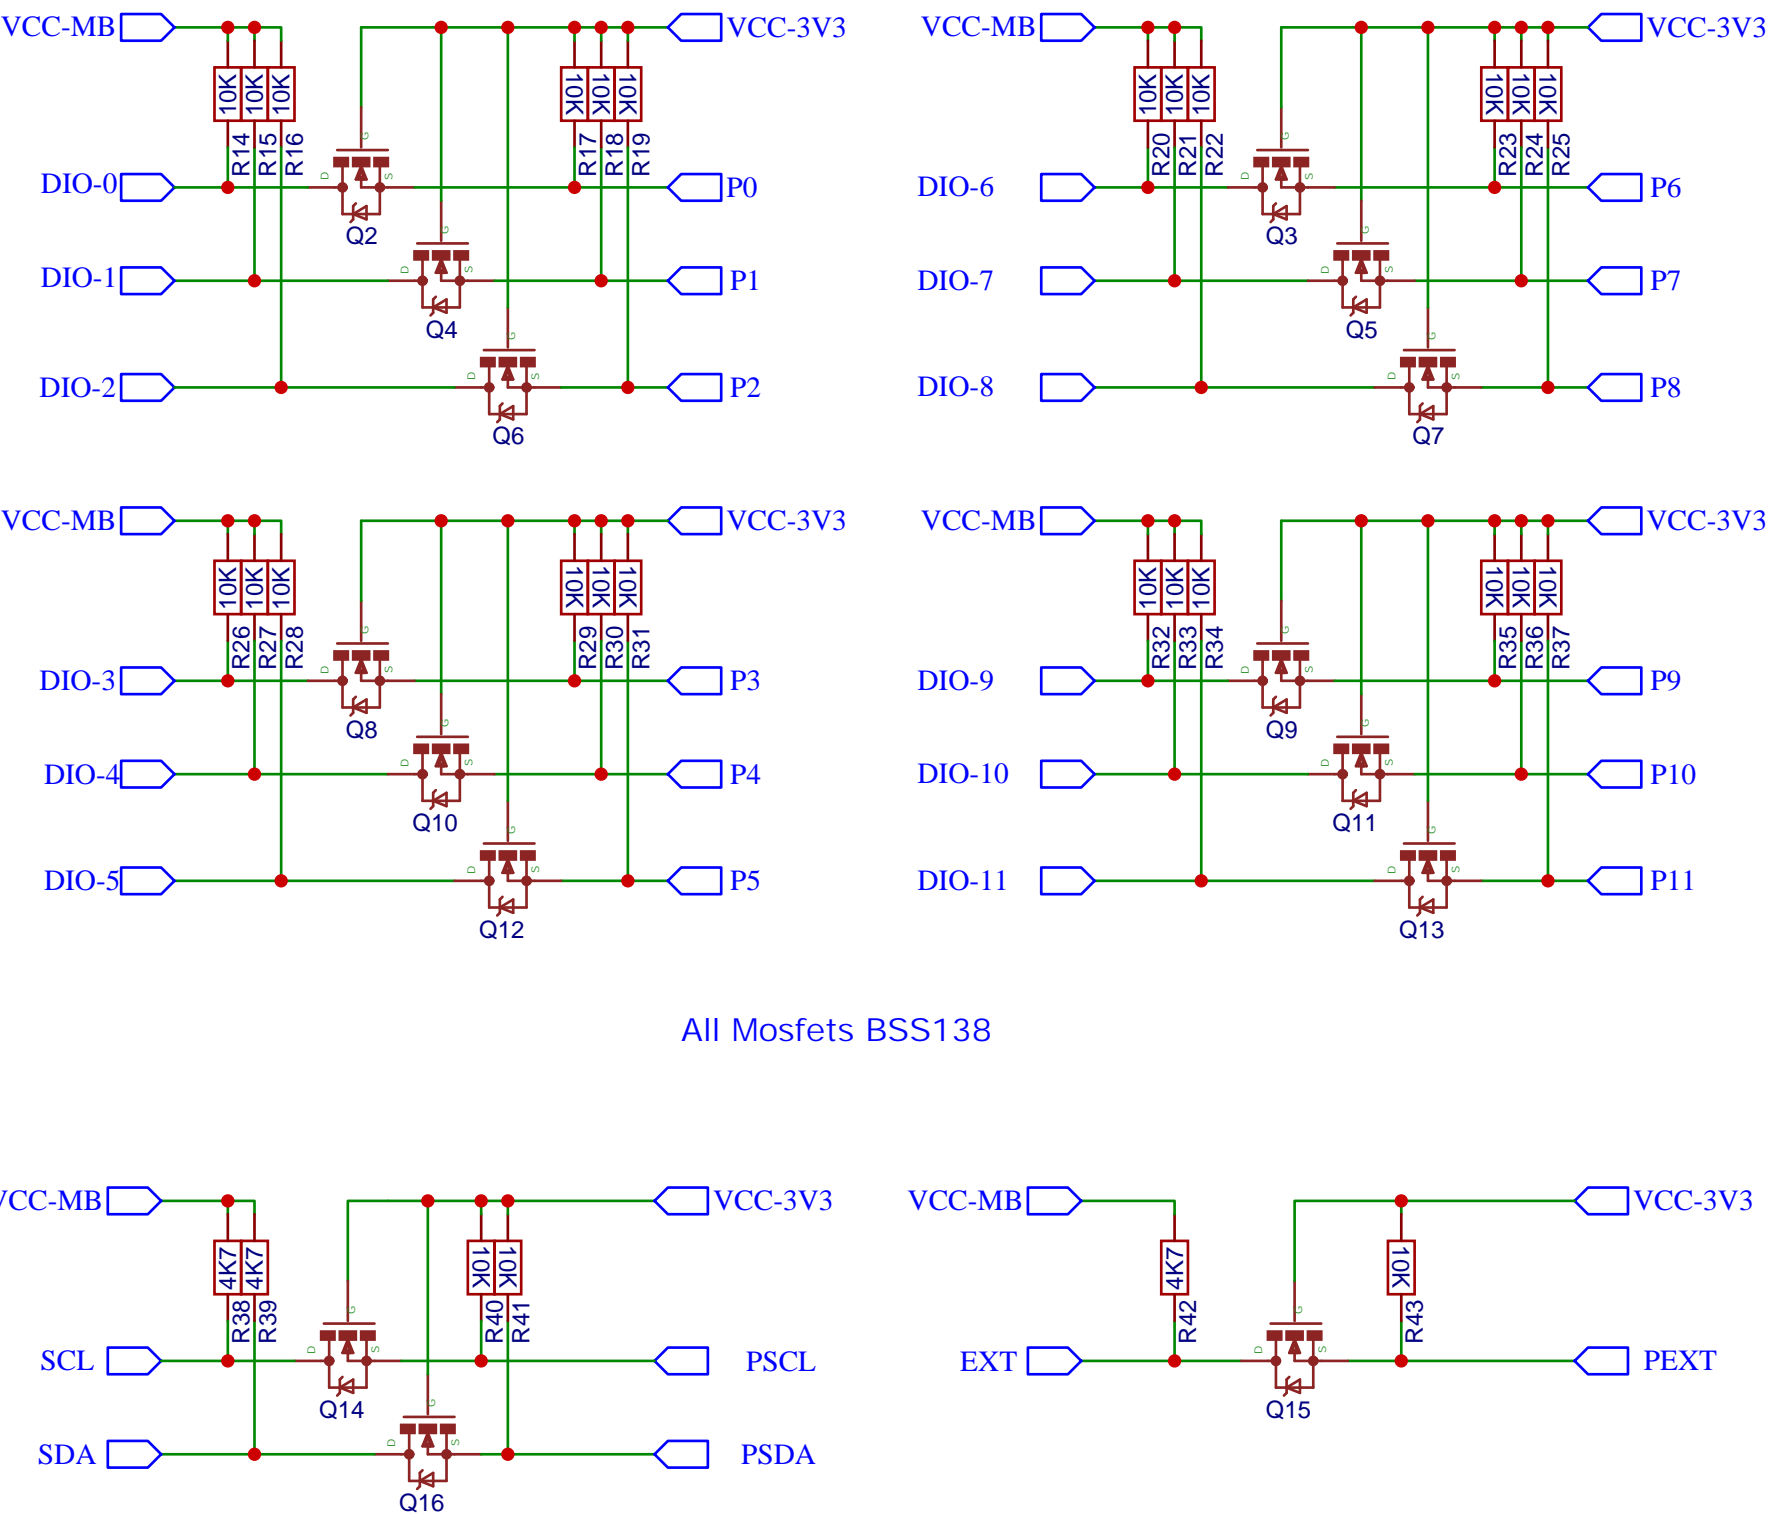 VCC-MB VCC-3V3 VCC-MB VCC-3V3
10K 10K 10K 10K 10K 10K 10K 10K 10K 10K 10K 10K
R14 R15 R16 G R17 R18 R19 R20 R21 R22 G R23 R24 R25
DIO-0 D S P0 DIO-6 D S P6
Q2 G Q3 G
DIO-1 D S P1 DIO-7 D S P7
Q4 G Q5 G
DIO-2 D S P2 DIO-8 D S P8
Q6 Q7
VCC-MB VCC-3V3 VCC-MB VCC-3V3
10K 10K 10K 10K 10K 10K 10K 10K 10K 10K 10K 10K
R26 R27 R28 G R29 R30 R31 R32 R33 R34 G R35 R36 R37
DIO-3 D S P3 DIO-9 D S P9
Q8 G Q9 G
DIO-4 D S P4 DIO-10 D S P10
Q10 G Q11 G
DIO-5 D S P5 DIO-11 D S P11
Q12 Q13
All Mosfets BSS138
VCC-MB VCC-3V3 VCC-MB VCC-3V3
4K7 4K7 10K 10K 4K7 10K
R38 R39 G R40 R41 R42 G R43
SCL D S PSCL EXT D S PEXT
Q14 G Q15
SDA D S PSDA
Q16